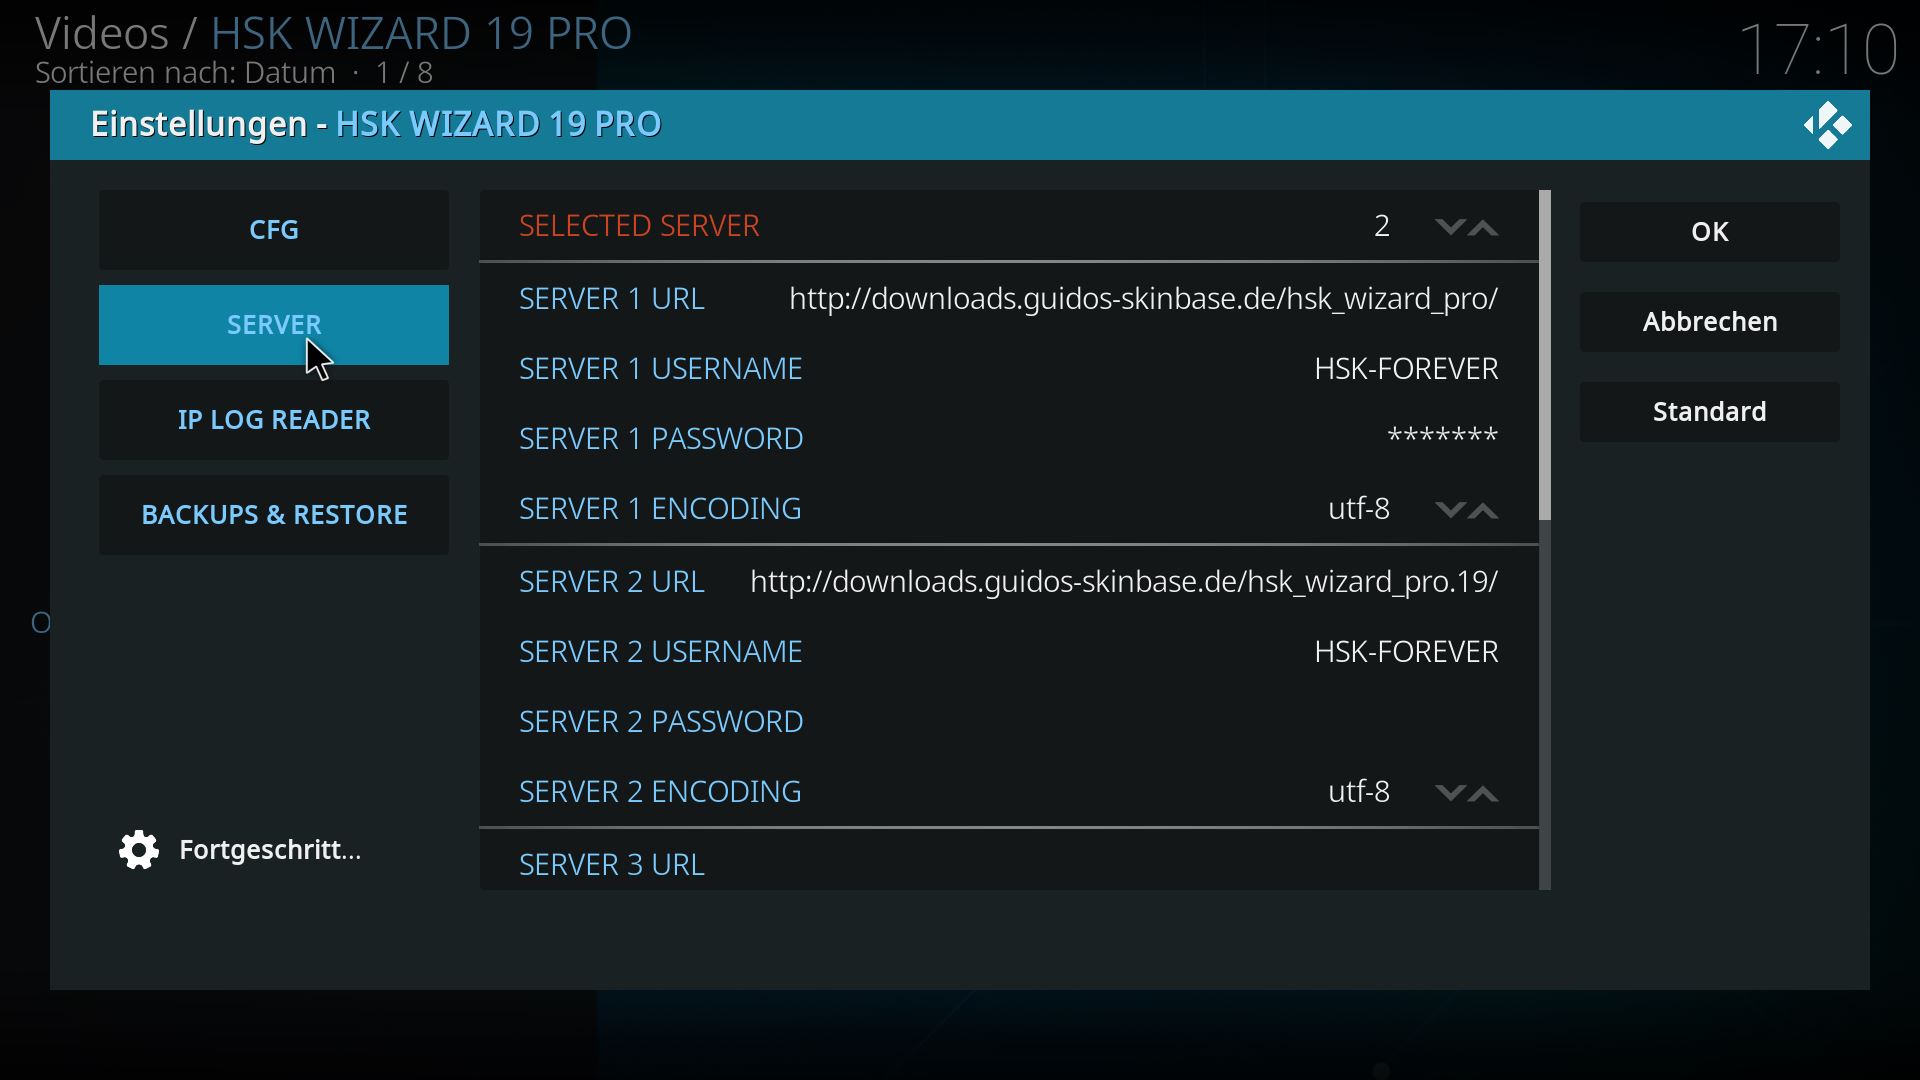 Videos / HSK WIZARD 19 PRO
Sortieren nach: Datum · 1 / 8
17:10
Einstellungen - HSK WIZARD 19 PRO
CFG
SERVER
IP LOG READER
BACKUPS & RESTORE
Fortgeschritt...
SELECTED SERVER 2
SERVER 1 URL http://downloads.guidos-skinbase.de/hsk_wizard_pro/
SERVER 1 USERNAME HSK-FOREVER
SERVER 1 PASSWORD *******
SERVER 1 ENCODING utf-8
SERVER 2 URL http://downloads.guidos-skinbase.de/hsk_wizard_pro.19/
SERVER 2 USERNAME HSK-FOREVER
SERVER 2 PASSWORD
SERVER 2 ENCODING utf-8
SERVER 3 URL
OK
Abbrechen
Standard